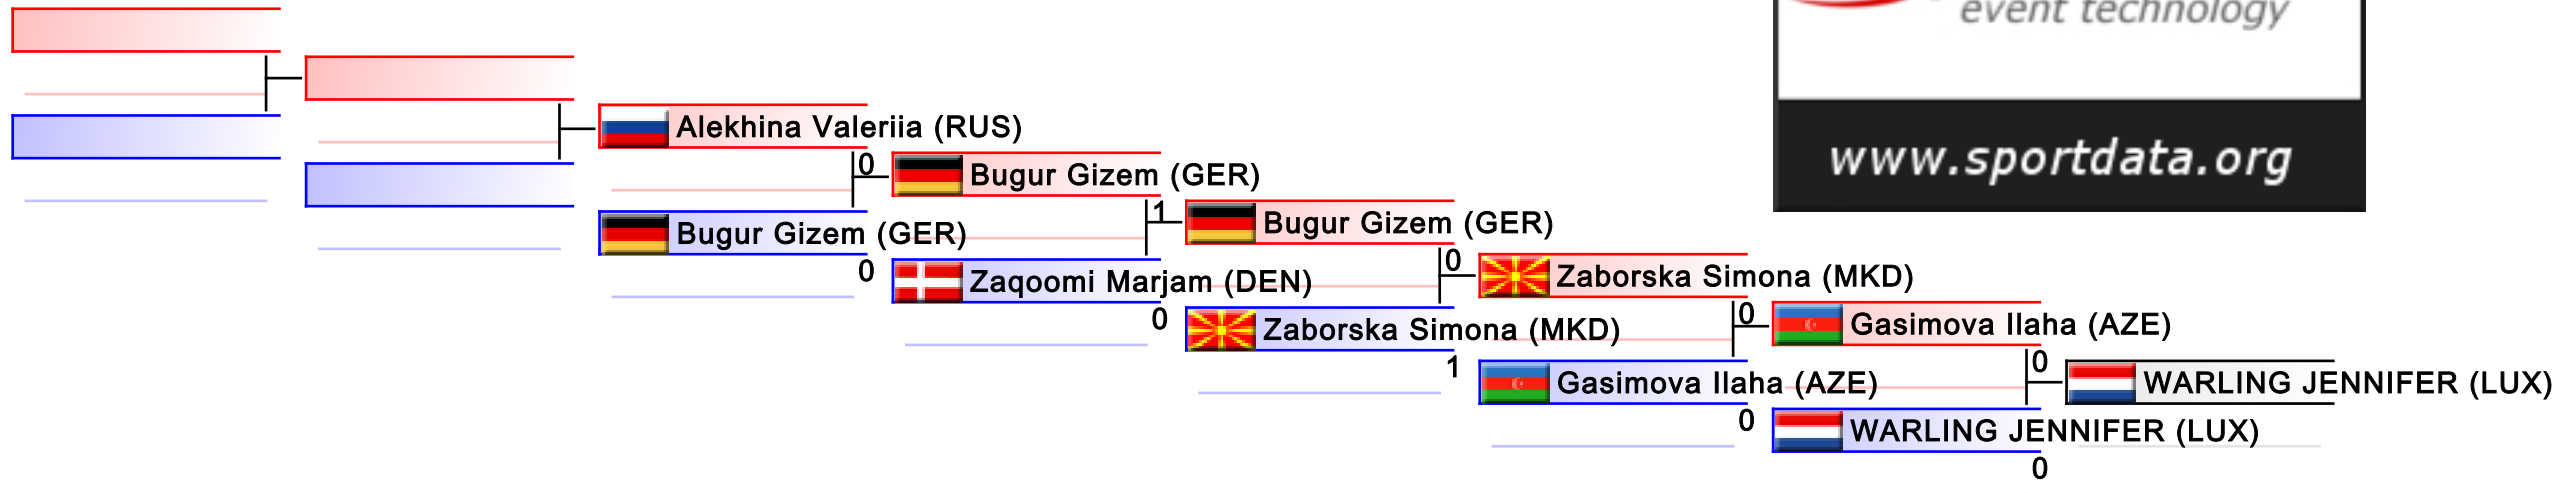 event technology
www.sportdata.org
Alekhina Valeriia (RUS)
0
Bugur Gizem (GER)
0
Bugur Gizem (GER)
1
Zaqoomi Marjam (DEN)
0
Bugur Gizem (GER)
0
Zaborska Simona (MKD)
1
Zaborska Simona (MKD)
0
Gasimova Ilaha (AZE)
0
Gasimova Ilaha (AZE)
0
WARLING JENNIFER (LUX)
0
WARLING JENNIFER (LUX)